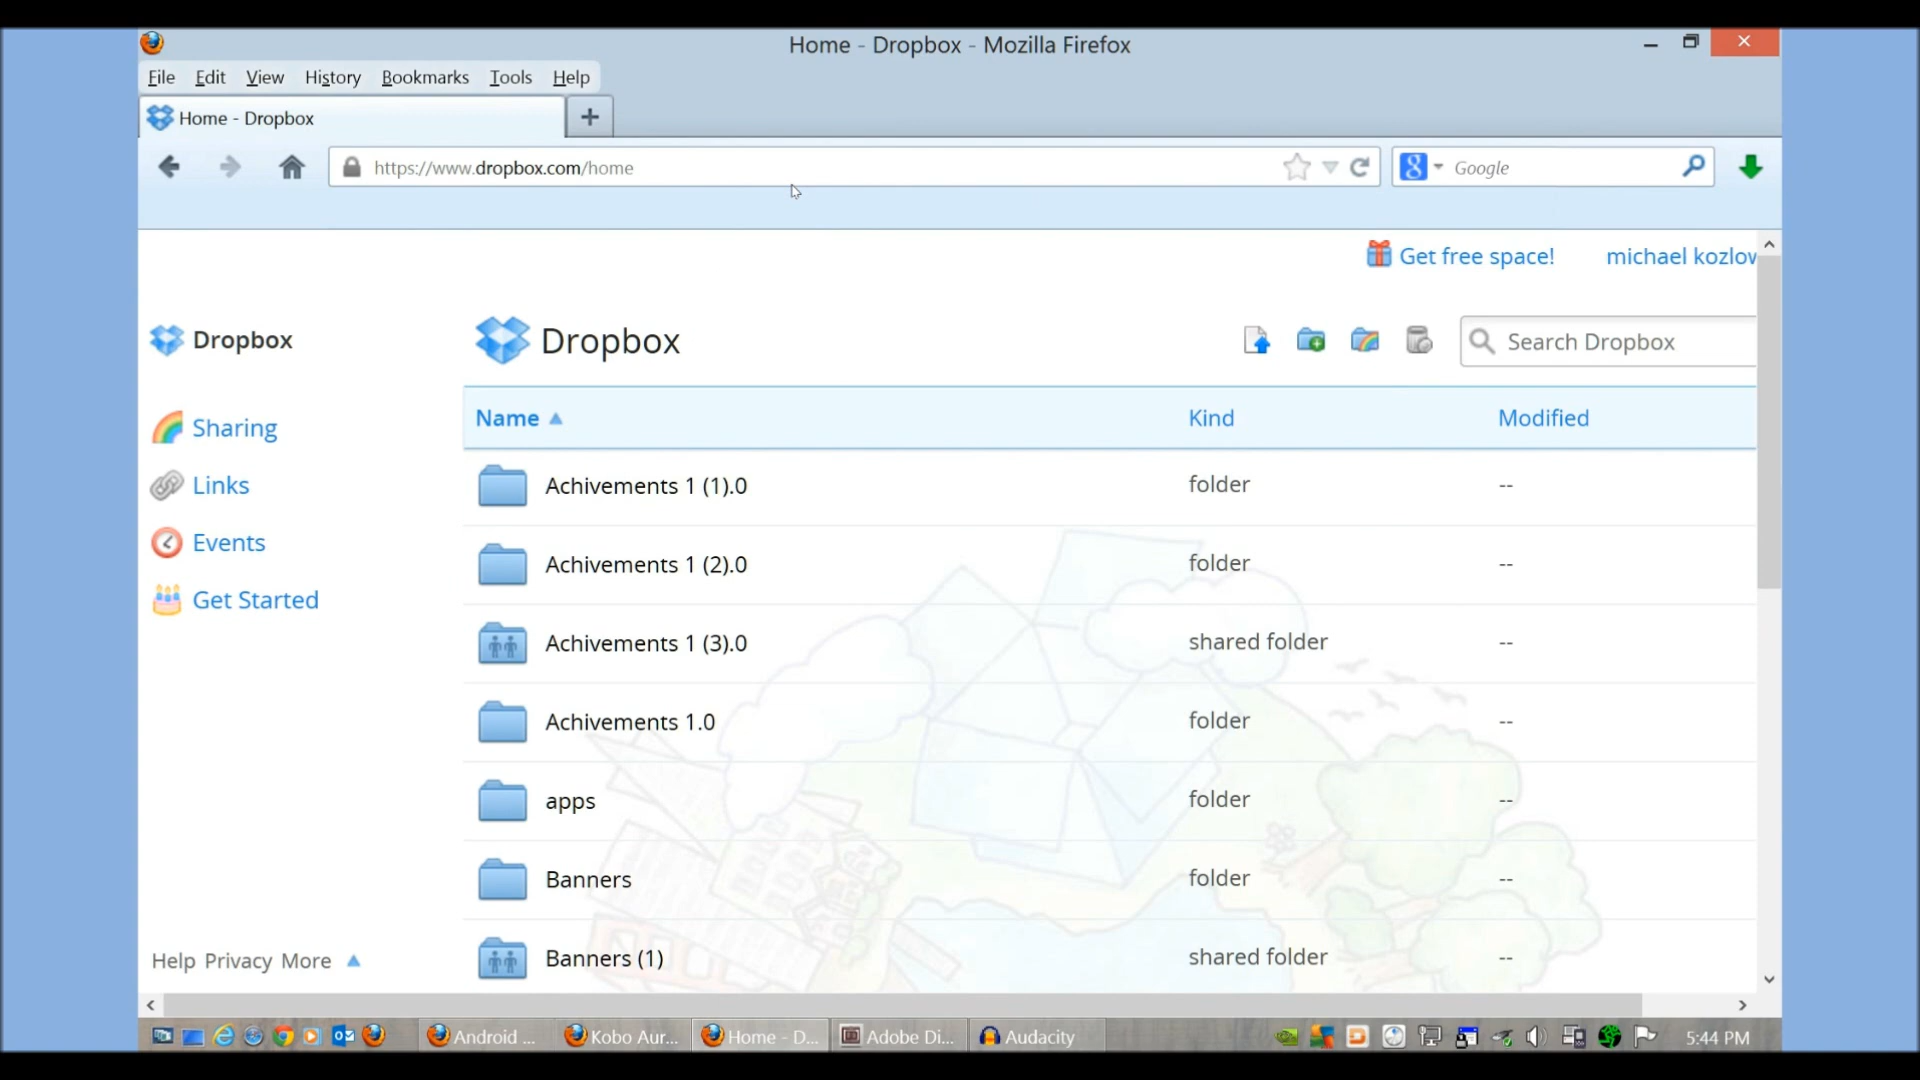 Home - Dropbox - Mozilla Firefox
File Edit View History Bookmarks Tools Help
Home - Dropbox
https://www.dropbox.com/home
Google
Get free space!
michael kozlow
Dropbox
Sharing
Links
Events
Get Started
Help Privacy More
Dropbox
Search Dropbox
Name Kind Modified
Achivements 1 (1).0 folder --
Achivements 1 (2).0 folder --
Achivements 1 (3).0 shared folder --
Achivements 1.0 folder --
apps folder --
Banners folder --
Banners (1) shared folder --
Android ... Kobo Aur... Home - D... Adobe Di... Audacity 5:44 PM